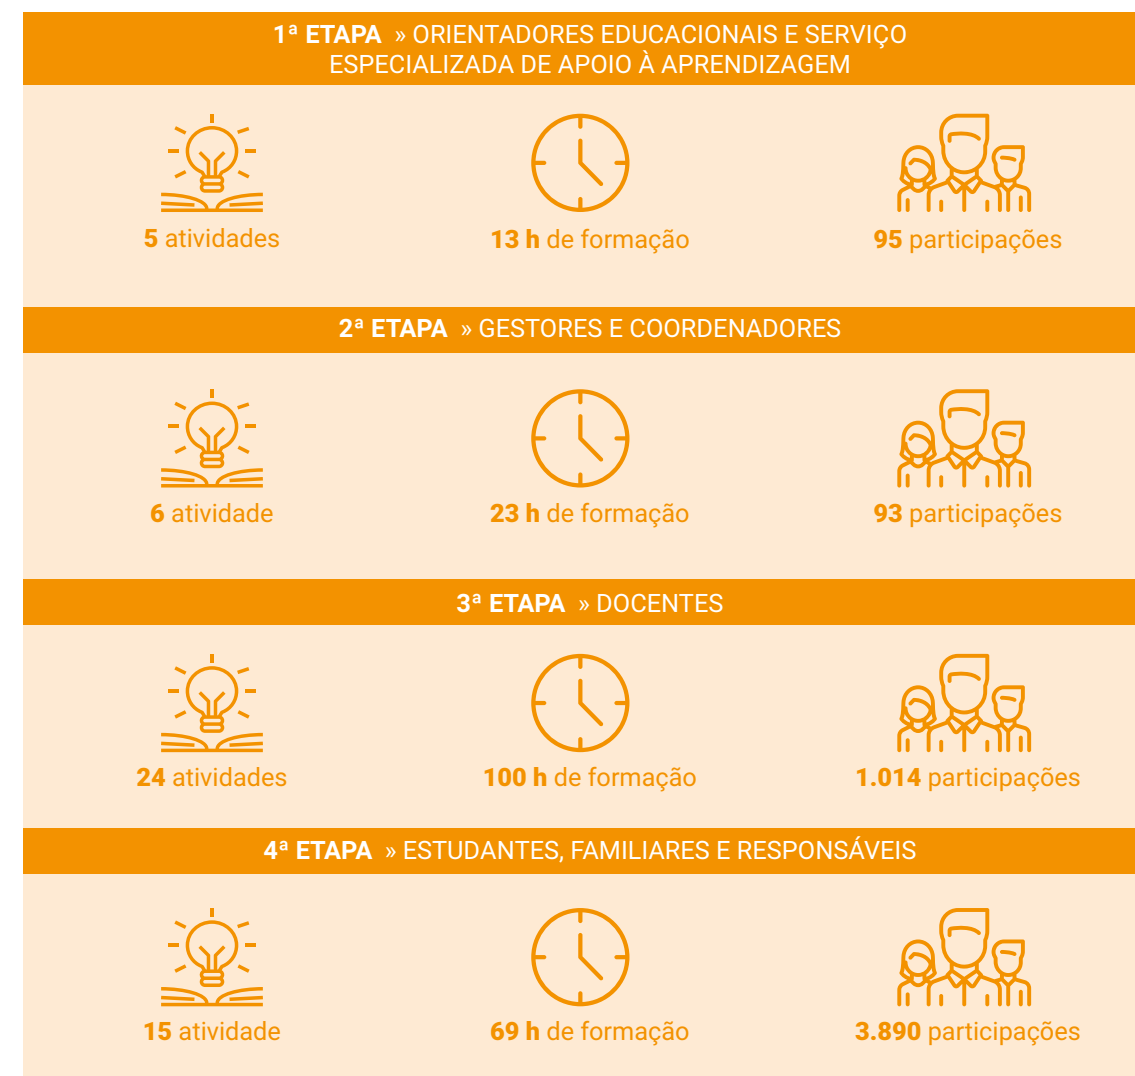 1ª ETAPA » ORIENTADORES EDUCACIONAIS E SERVIÇO
ESPECIALIZADA DE APOIO À APRENDIZAGEM
5 atividades
13 h de formação
95 participações
2ª ETAPA » GESTORES E COORDENADORES
6 atividade
23 h de formação
93 participações
3ª ETAPA » DOCENTES
24 atividades
100 h de formação
1.014 participações
4ª ETAPA » ESTUDANTES, FAMILIARES E RESPONSÁVEIS
15 atividade
69 h de formação
3.890 participações